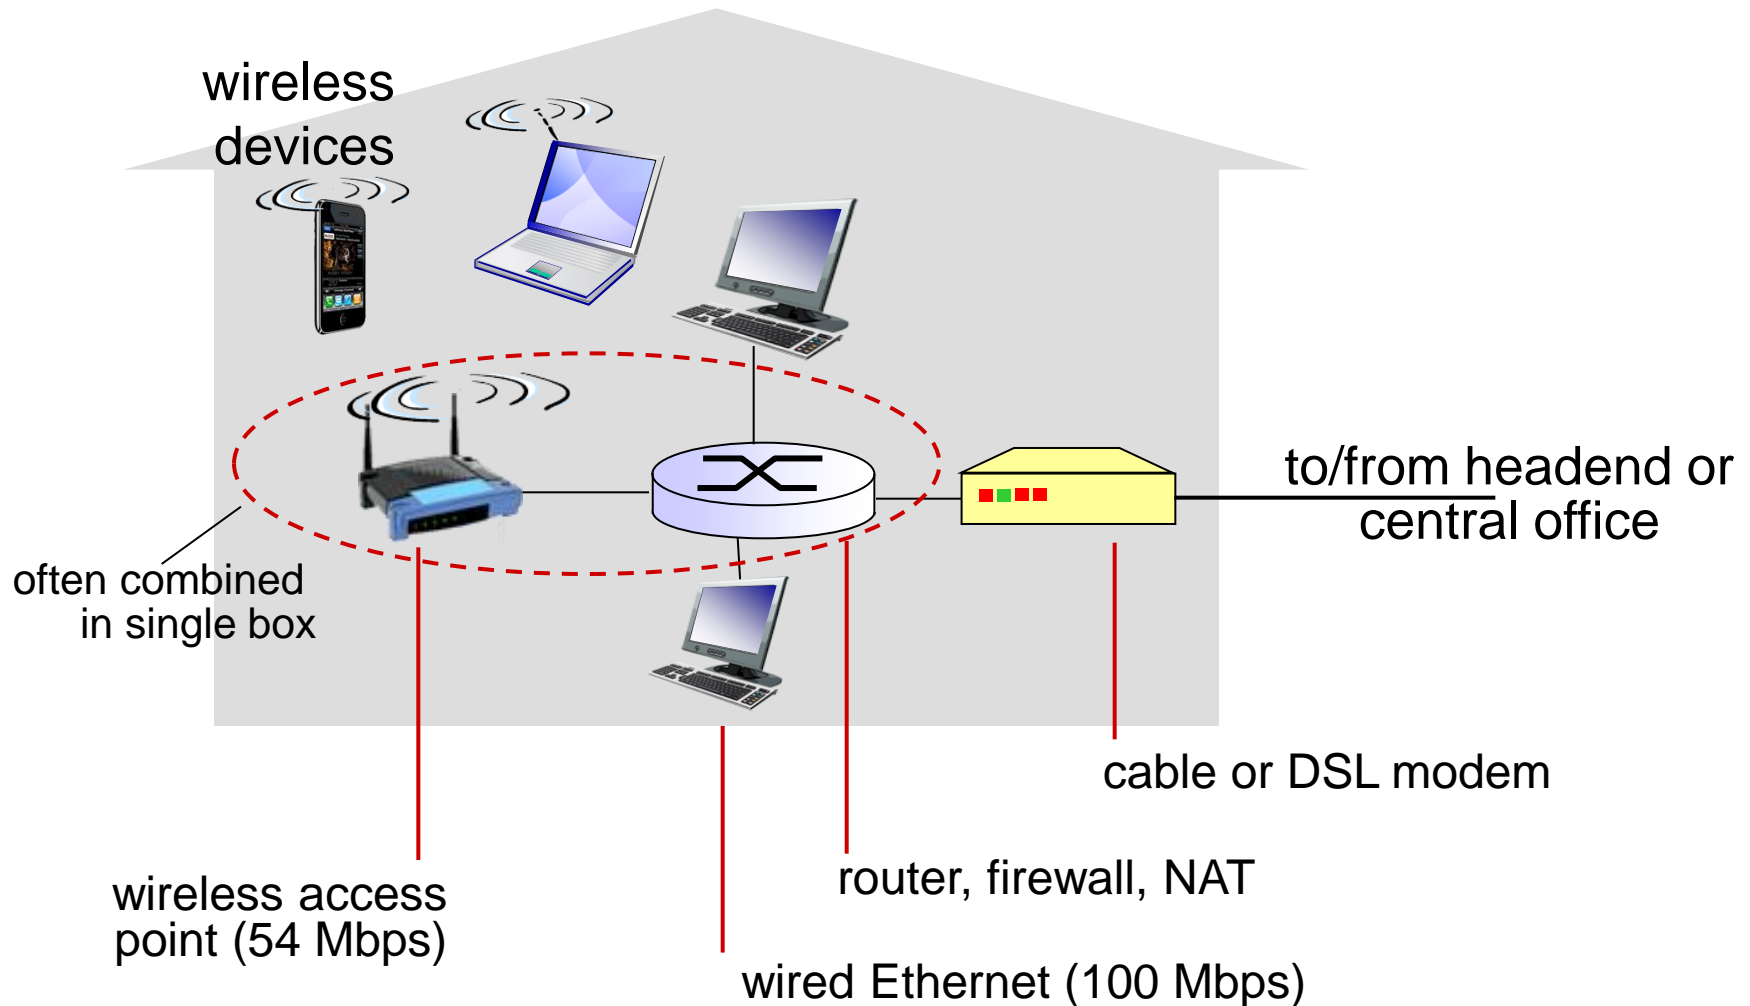 wireless
devices
to/from headend or
central office
often combined
in single box
cable or DSL modem
router, firewall, NAT
wireless access
point (54 Mbps)
wired Ethernet (100 Mbps)